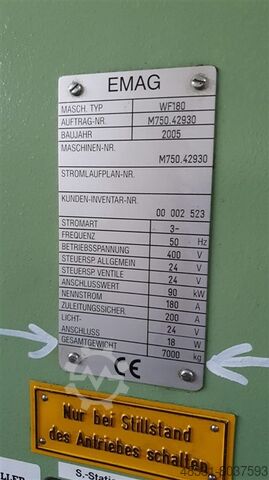 EMAG
MASCH. TYP WF180
AUFTRAG-NR. M750.42930
BAUJAHR 2005
MASCHINEN-NR.
M750.42930
STROMLAUFPLAN-NR.
KUNDEN-INVENTAR-NR.
00 002 523
STROMART 3~
FREQUENZ 50 Hz
BETRIEBSSPANNUNG 400 V
STEUERSP. ALLGEMEIN 24 V
STEUERSP. VENTILE 24 V
ANSCHLUSSWERT 90 kW
NENNSTROM 180 A
ZULEITUNGSSICHER. 200 A
LICHT- 24 V
ANSCHLUSS 18 W
GESAMTGEWICHT 7000 kg
CE
Nur bei Stillstand
des Antriebes schalten
S.-Statio